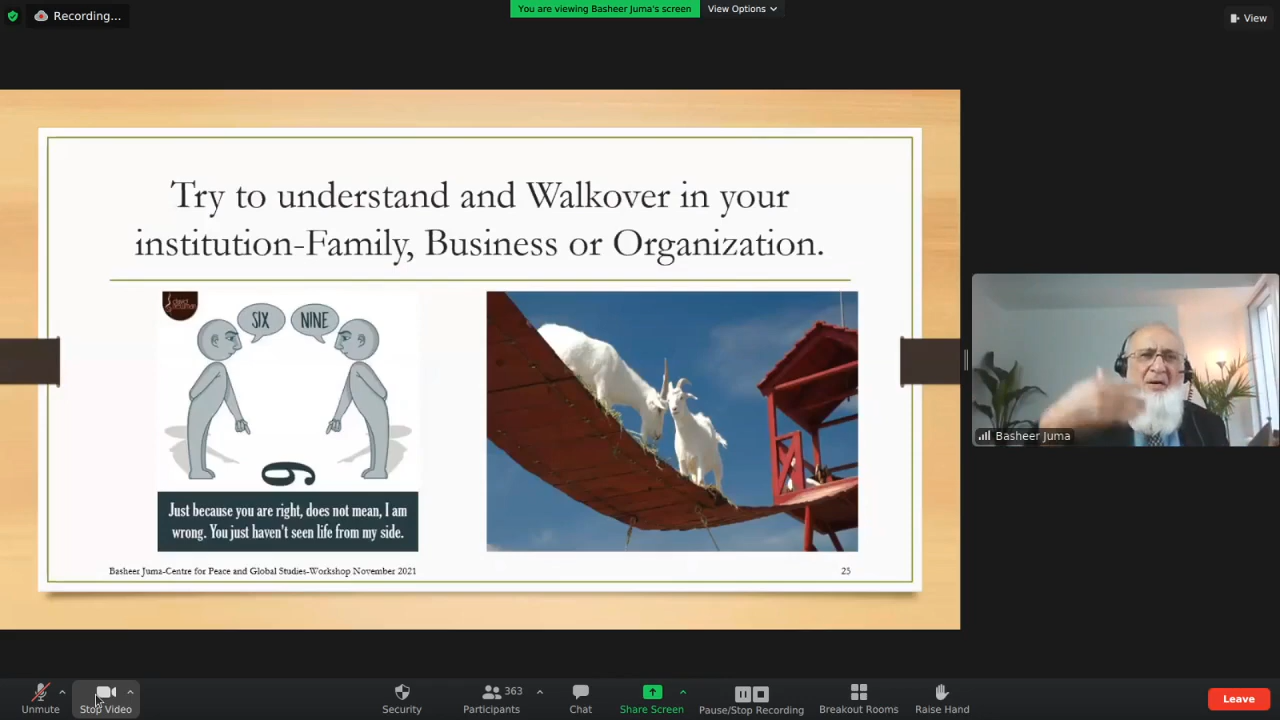 Recording...
You are viewing Basheer Juma's screen
View Options
View
Try to understand and Walkover in your
institution-Family, Business or Organization.
SIX
NINE
6
Just because you are right, does not mean, I am
wrong. You just haven't seen life from my side.
Basheer Juma-Centre for Peace and Global Studies-Workshop November 2021
25
Basheer Juma
Unmute
Stop Video
Security
363
Participants
Chat
Share Screen
Pause/Stop Recording
Breakout Rooms
Raise Hand
Leave